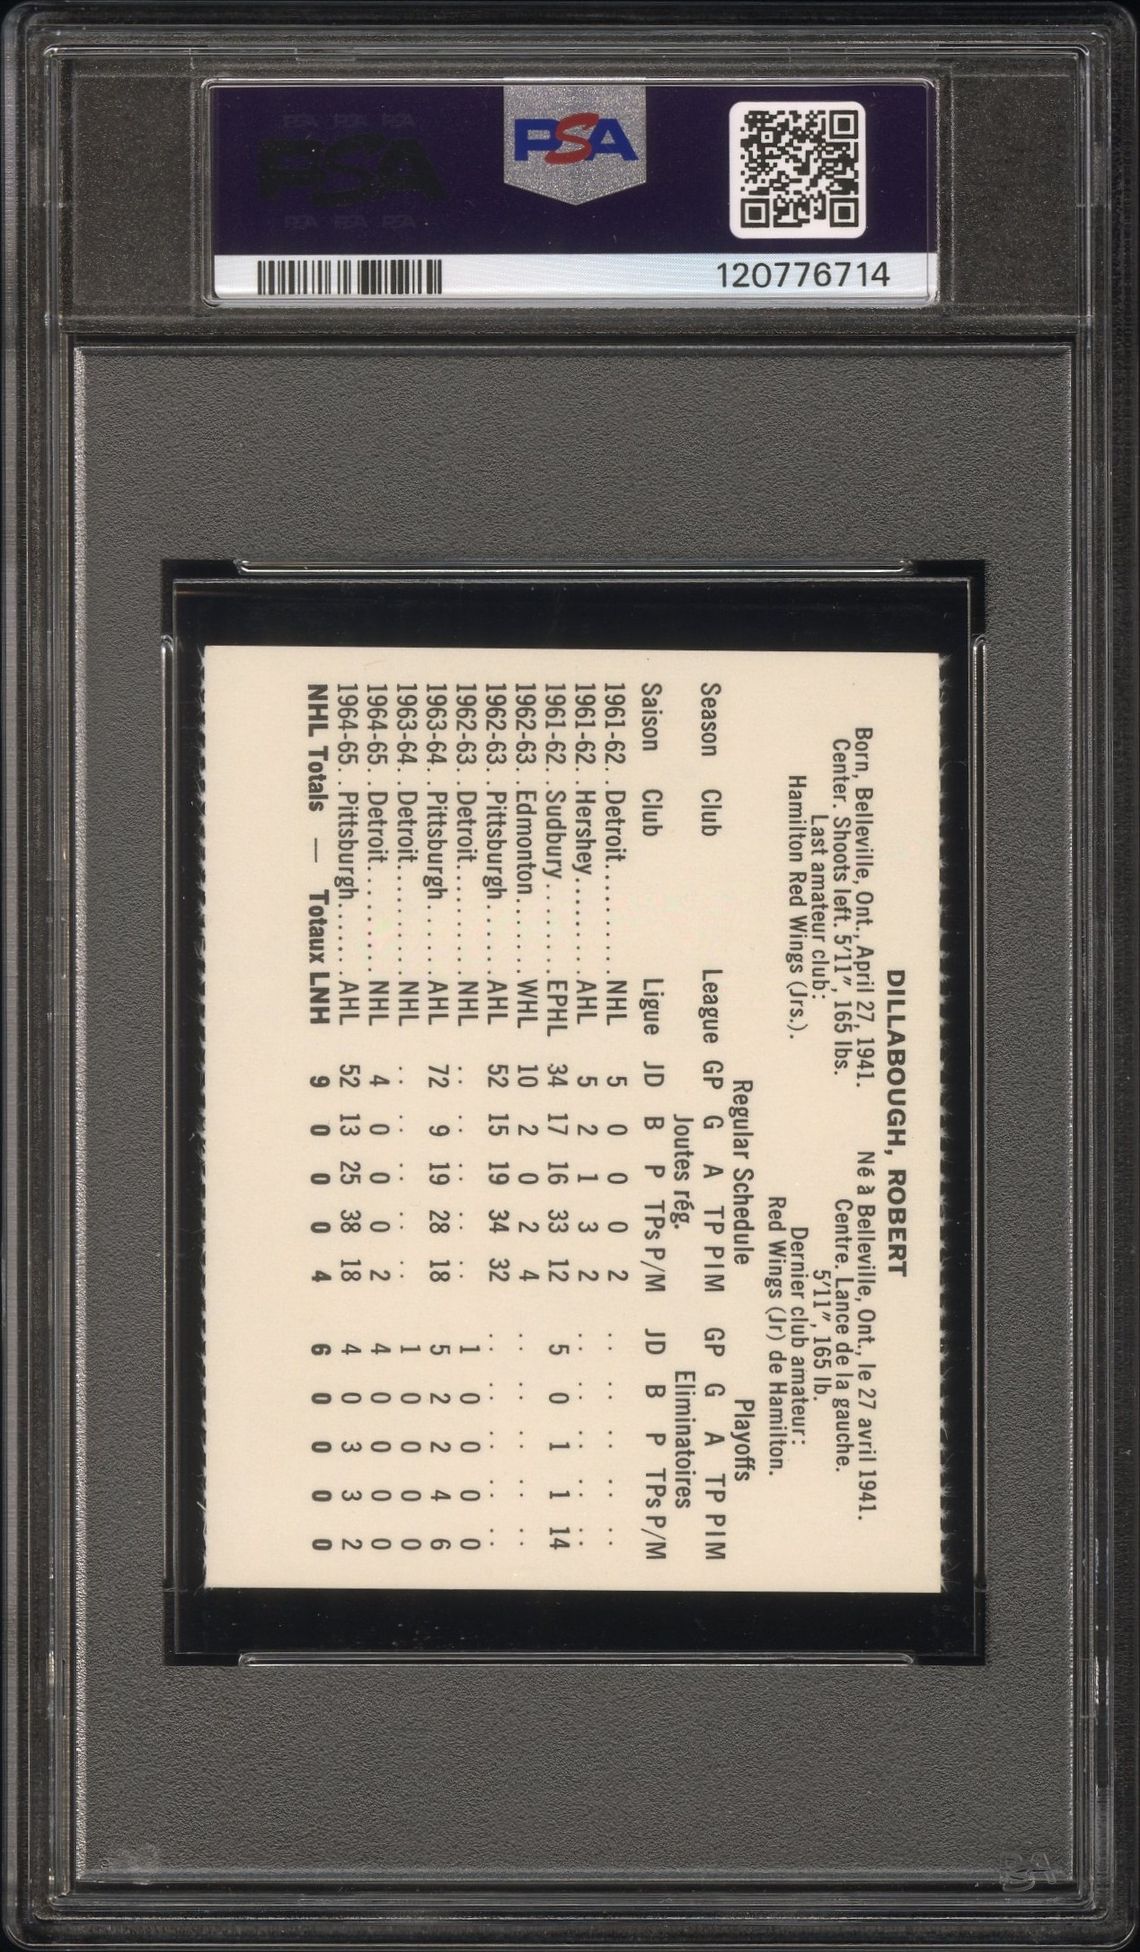 PSA
120776714
DILLABOUGH, ROBERT
Born, Belleville, Ont., April 27, 1941.
Center. Shoots left. 5'11", 165 lbs.
Last amateur club:
Hamilton Red Wings (Jrs.).
Né à Belleville, Ont., le 27 avril 1941.
Centre. Lance de la gauche.
5'11", 165 lb.
Dernier club amateur:
Red Wings (Jr) de Hamilton.
Regular Schedule Playoffs
Season Club League GP G A TP PIM GP G A TP PIM
Joutes rég. Eliminatoires
Saison Club Ligue JD B P TPs P/M JD B P TPs P/M
1961-62..Detroit.........NHL 5 0 0 0 2 .. .. .. .. ..
1961-62..Hershey........AHL 5 2 1 3 2 .. .. .. .. ..
1961-62..Sudbury........EPHL 34 17 16 33 12 5 0 1 1 14
1962-63..Edmonton.......WHL 10 2 0 2 4 .. .. .. .. ..
1962-63..Pittsburgh......AHL 52 15 19 34 32 .. .. .. .. ..
1962-63..Detroit.........NHL .. .. .. .. .. 1 0 0 0 0
1963-64..Pittsburgh......AHL 72 9 19 28 18 5 2 2 4 6
1963-64..Detroit.........NHL .. .. .. .. .. 1 0 0 0 0
1964-65..Detroit.........NHL 4 0 0 0 2 4 0 0 0 0
1964-65..Pittsburgh......AHL 52 13 25 38 18 4 0 3 3 2
NHL Totals — Totaux LNH 9 0 0 0 4 6 0 0 0 0